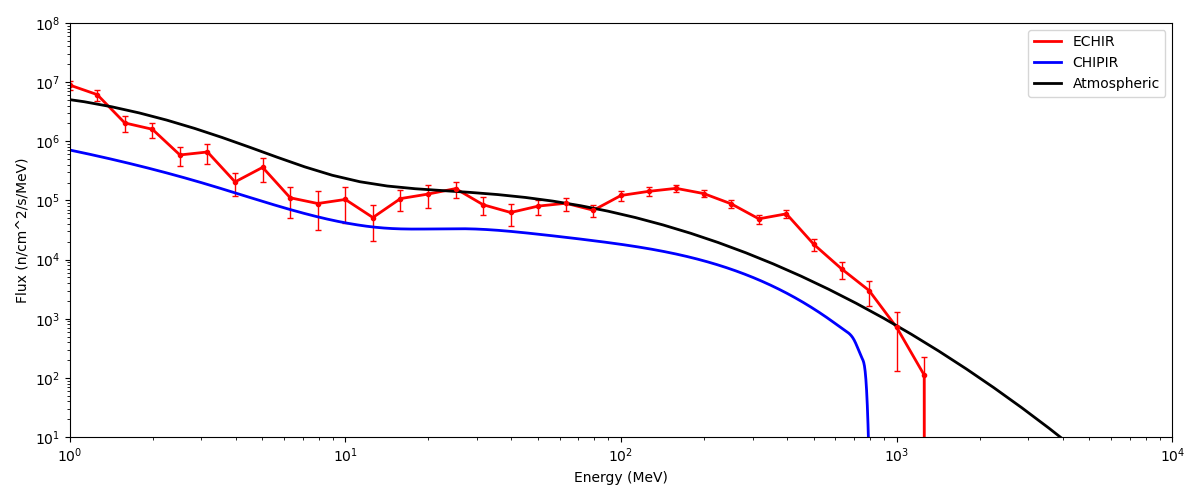 10^8
10^7
10^6
10^5
10^4
10^3
10^2
10^1
Flux (n/cm^2/s/MeV)
ECHIR
CHIPIR
Atmospheric
10^0 10^1 10^2 10^3 10^4
Energy (MeV)